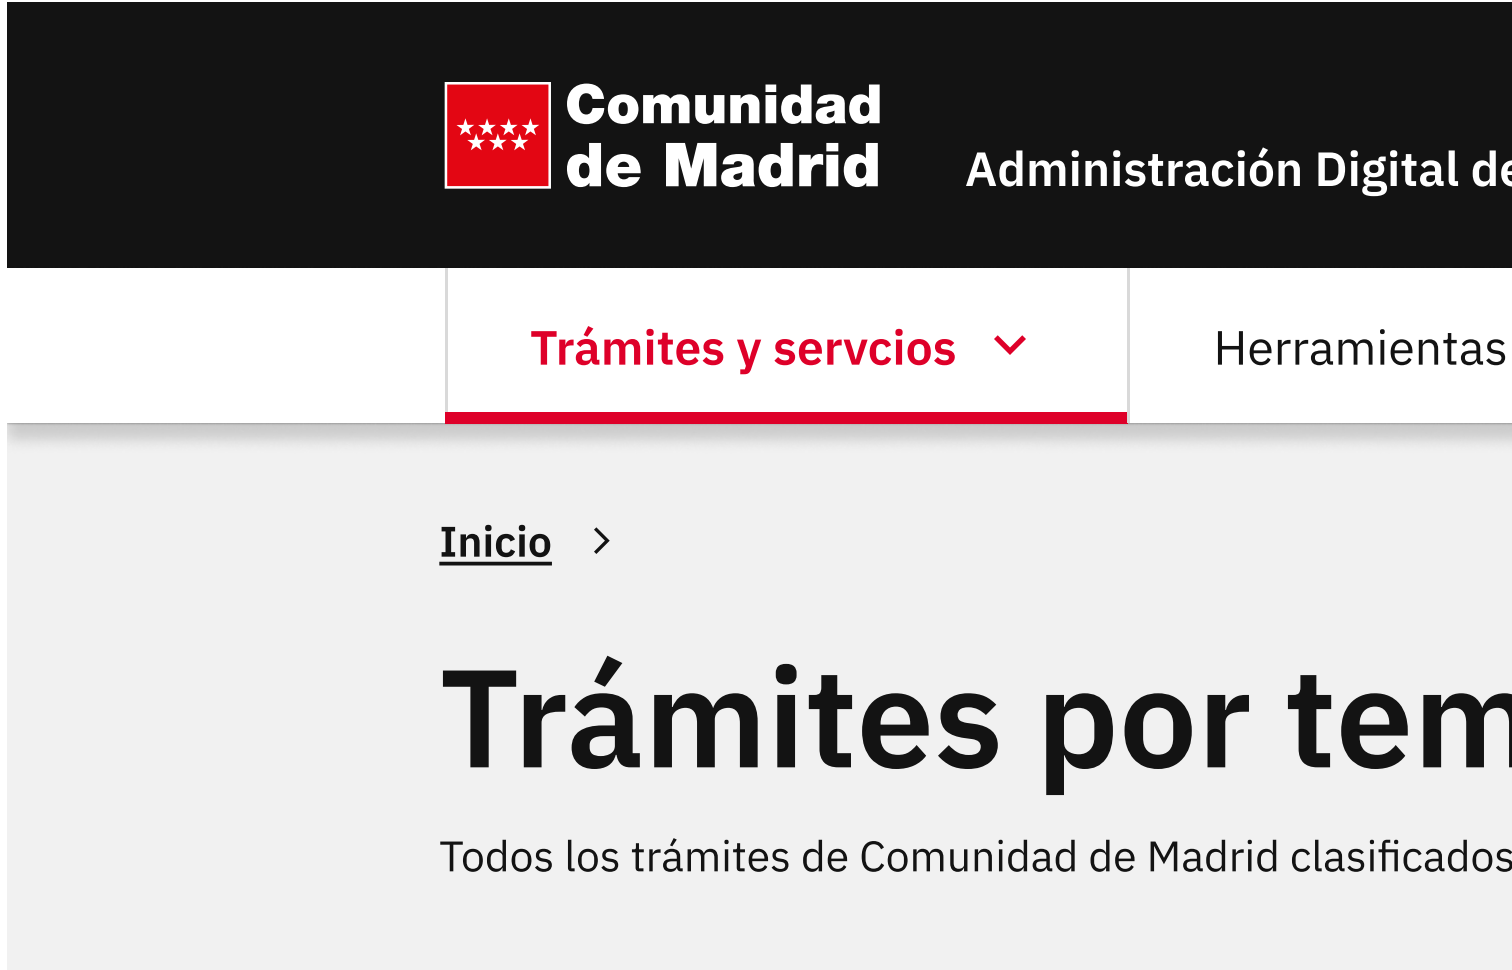 Comunidad
de Madrid
Administración Digital de
Trámites y servcios
Herramientas
Inicio
Trámites por tem
Todos los trámites de Comunidad de Madrid clasificados